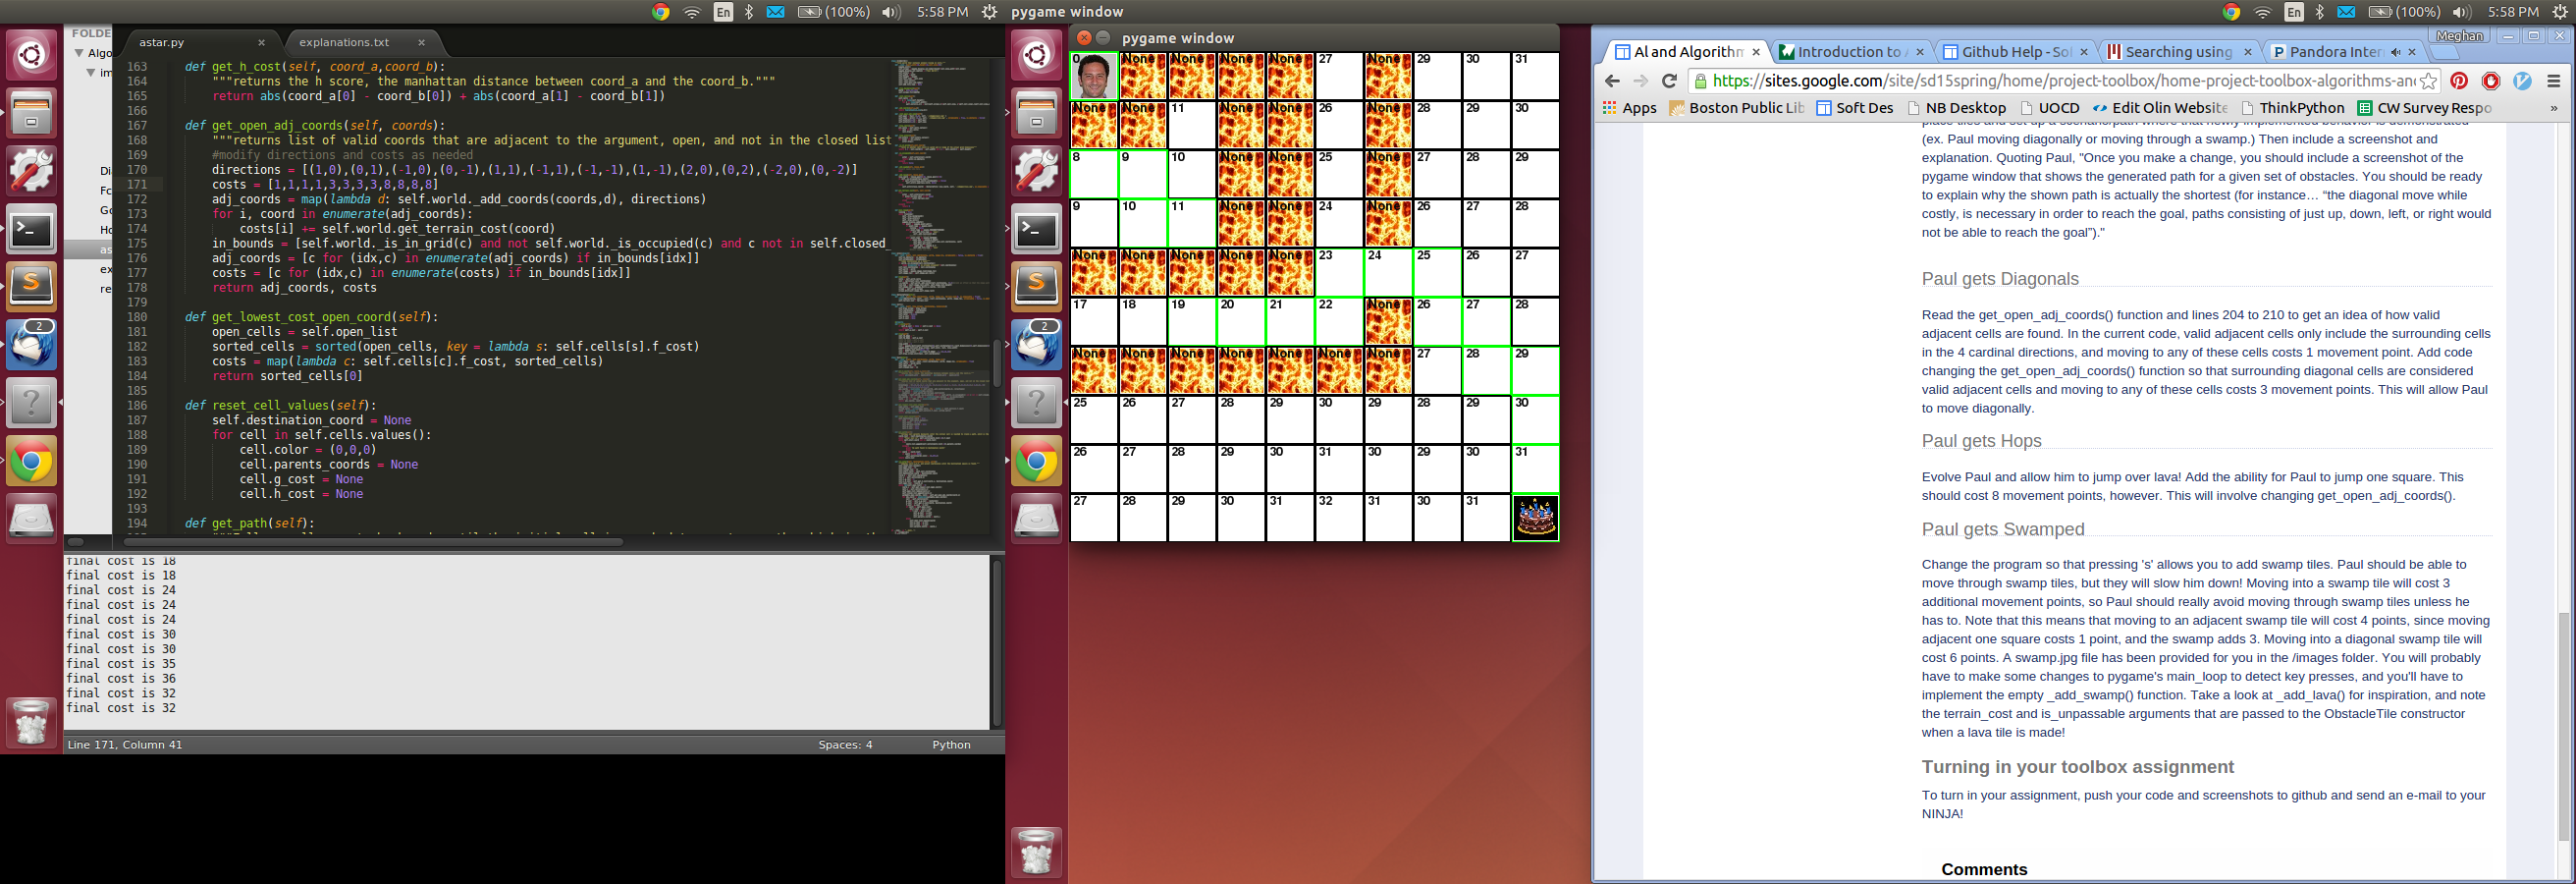 En (100%) 5:58 PM pygame window
En (100%) 5:58 PM
FOLDE
Algo
im
Di
Fc
Go
Ho
as
ex
re
astar.py × explanations.txt ×
163 def get_h_cost(self, coord_a,coord_b):
164 """returns the h score, the manhattan distance between coord_a and the coord_b."""
165 return abs(coord_a[0] - coord_b[0]) + abs(coord_a[1] - coord_b[1])
166
167 def get_open_adj_coords(self, coords):
168 """returns list of valid coords that are adjacent to the argument, open, and not in the closed list
169 #modify directions and costs as needed
170 directions = [(1,0),(0,1),(-1,0),(0,-1),(1,1),(-1,1),(-1,-1),(1,-1),(2,0),(0,2),(-2,0),(0,-2)]
171 costs = [1,1,1,1,3,3,3,3,8,8,8,8]
172 adj_coords = map(lambda d: self.world._add_coords(coords,d), directions)
173 for i, coord in enumerate(adj_coords):
174 costs[i] += self.world.get_terrain_cost(coord)
175 in_bounds = [self.world._is_in_grid(c) and not self.world._is_occupied(c) and c not in self.closed_
176 adj_coords = [c for (idx,c) in enumerate(adj_coords) if in_bounds[idx]]
177 costs = [c for (idx,c) in enumerate(costs) if in_bounds[idx]]
178 return adj_coords, costs
179
180 def get_lowest_cost_open_coord(self):
181 open_cells = self.open_list
182 sorted_cells = sorted(open_cells, key = lambda s: self.cells[s].f_cost)
183 costs = map(lambda c: self.cells[c].f_cost, sorted_cells)
184 return sorted_cells[0]
185
186 def reset_cell_values(self):
187 self.destination_coord = None
188 for cell in self.cells.values():
189 cell.color = (0,0,0)
190 cell.parents_coords = None
191 cell.g_cost = None
192 cell.h_cost = None
193
194 def get_path(self):
final cost is 18
final cost is 18
final cost is 24
final cost is 24
final cost is 24
final cost is 30
final cost is 30
final cost is 35
final cost is 36
final cost is 32
final cost is 32
Line 171, Column 41 Spaces: 4 Python
2
2
pygame window
0 None None None None 27 None 29 30 31
None None 11 None None 26 None 28 29 30
8 9 10 None None 25 None 27 28 29
9 10 11 None None 24 None 26 27 28
None None None None None 23 24 25 26 27
17 18 19 20 21 22 None 26 27 28
None None None None None None None 27 28 29
25 26 27 28 29 30 29 28 29 30
26 27 28 29 30 31 30 29 30 31
27 28 29 30 31 32 31 30 31
Meghan
AI and Algorithm × Introduction to A × Github Help - Sol × Searching using × Pandora Inter ×
https://sites.google.com/site/sd15spring/home/project-toolbox/home-project-toolbox-algorithms-an
Apps Boston Public Lib Soft Des NB Desktop UOCD Edit Olin Website ThinkPython CW Survey Respo »
place tiles and set up a scenario/path where that newly implemented behavior is demonstrated
(ex. Paul moving diagonally or moving through a swamp.) Then include a screenshot and
explanation. Quoting Paul, "Once you make a change, you should include a screenshot of the
pygame window that shows the generated path for a given set of obstacles. You should be ready
to explain why the shown path is actually the shortest (for instance… “the diagonal move while
costly, is necessary in order to reach the goal, paths consisting of just up, down, left, or right would
not be able to reach the goal”)."
Paul gets Diagonals
Read the get_open_adj_coords() function and lines 204 to 210 to get an idea of how valid
adjacent cells are found. In the current code, valid adjacent cells only include the surrounding cells
in the 4 cardinal directions, and moving to any of these cells costs 1 movement point. Add code
changing the get_open_adj_coords() function so that surrounding diagonal cells are considered
valid adjacent cells and moving to any of these cells costs 3 movement points. This will allow Paul
to move diagonally.
Paul gets Hops
Evolve Paul and allow him to jump over lava! Add the ability for Paul to jump one square. This
should cost 8 movement points, however. This will involve changing get_open_adj_coords().
Paul gets Swamped
Change the program so that pressing 's' allows you to add swamp tiles. Paul should be able to
move through swamp tiles, but they will slow him down! Moving into a swamp tile will cost 3
additional movement points, so Paul should really avoid moving through swamp tiles unless he
has to. Note that this means that moving to an adjacent swamp tile will cost 4 points, since moving
adjacent one square costs 1 point, and the swamp adds 3. Moving into a diagonal swamp tile will
cost 6 points. A swamp.jpg file has been provided for you in the /images folder. You will probably
have to make some changes to pygame's main_loop to detect key presses, and you'll have to
implement the empty _add_swamp() function. Take a look at _add_lava() for inspiration, and note
the terrain_cost and is_unpassable arguments that are passed to the ObstacleTile constructor
when a lava tile is made!
Turning in your toolbox assignment
To turn in your assignment, push your code and screenshots to github and send an e-mail to your
NINJA!
Comments